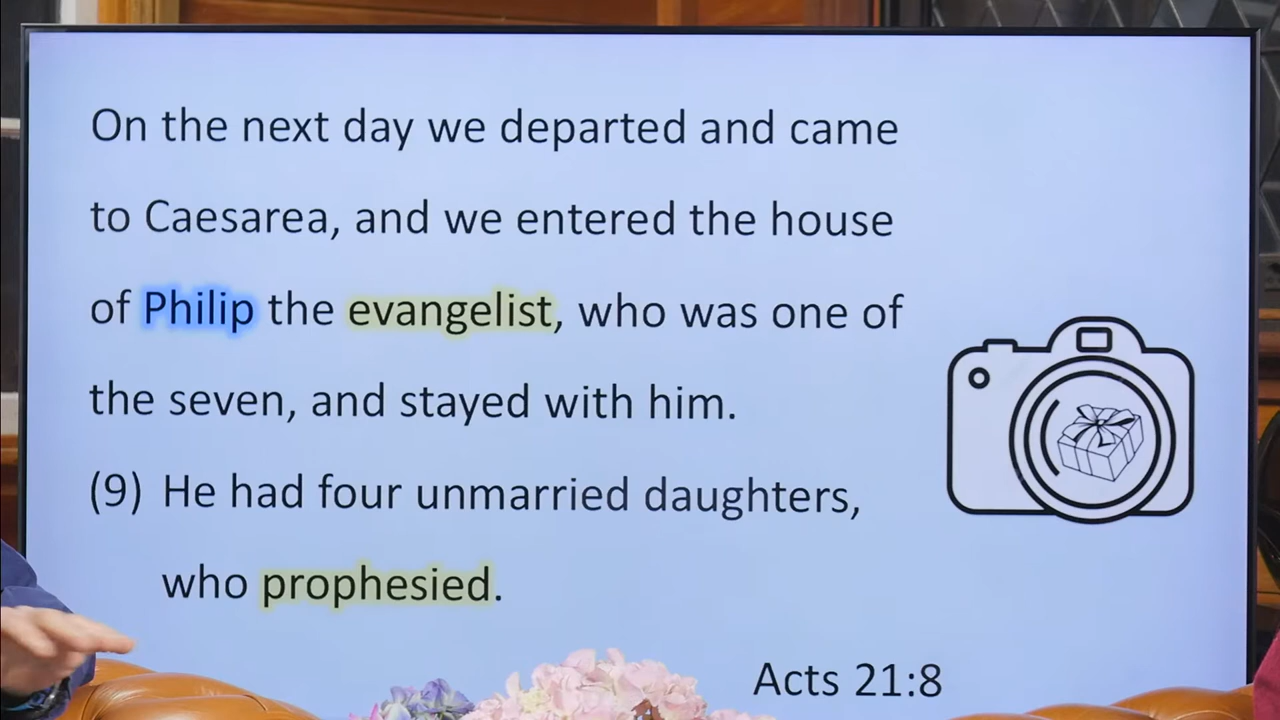 On the next day we departed and came
to Caesarea, and we entered the house
of Philip the evangelist, who was one of
the seven, and stayed with him.
(9) He had four unmarried daughters,
who prophesied.
Acts 21:8